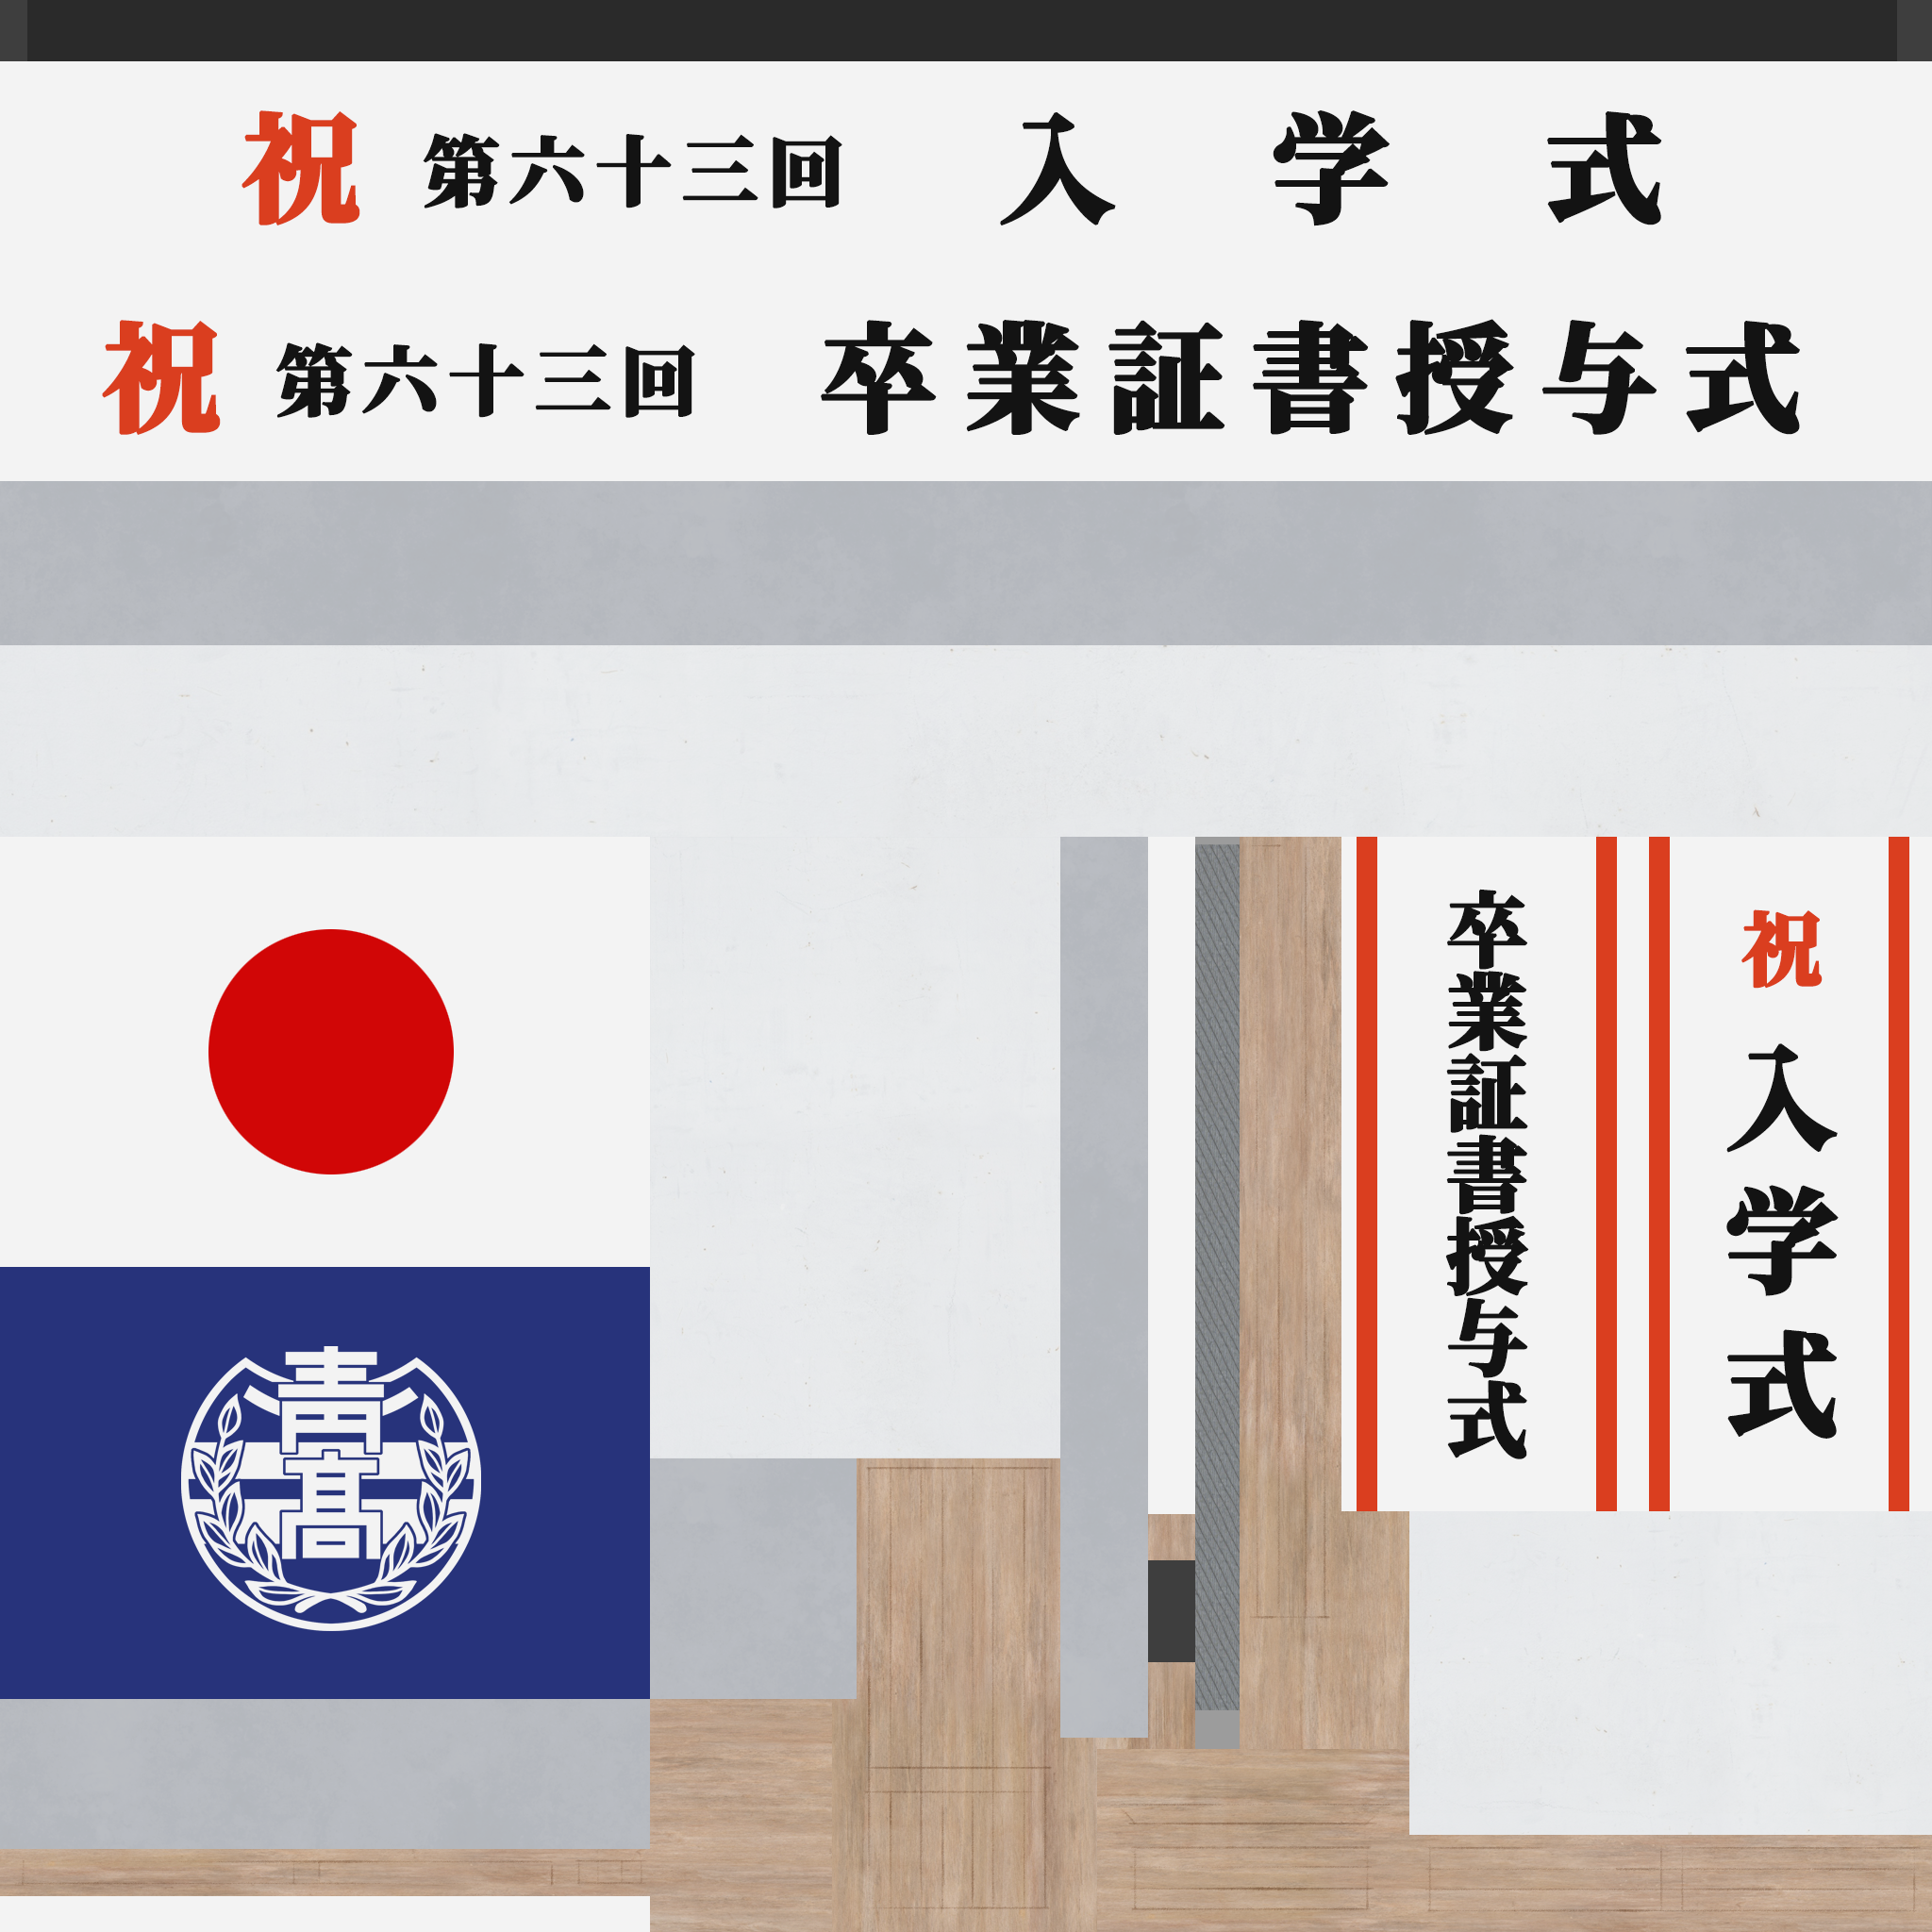 祝 第六十三回 入学式
祝 第六十三回 卒業証書授与式
卒業証書授与式
祝 入学式
青高